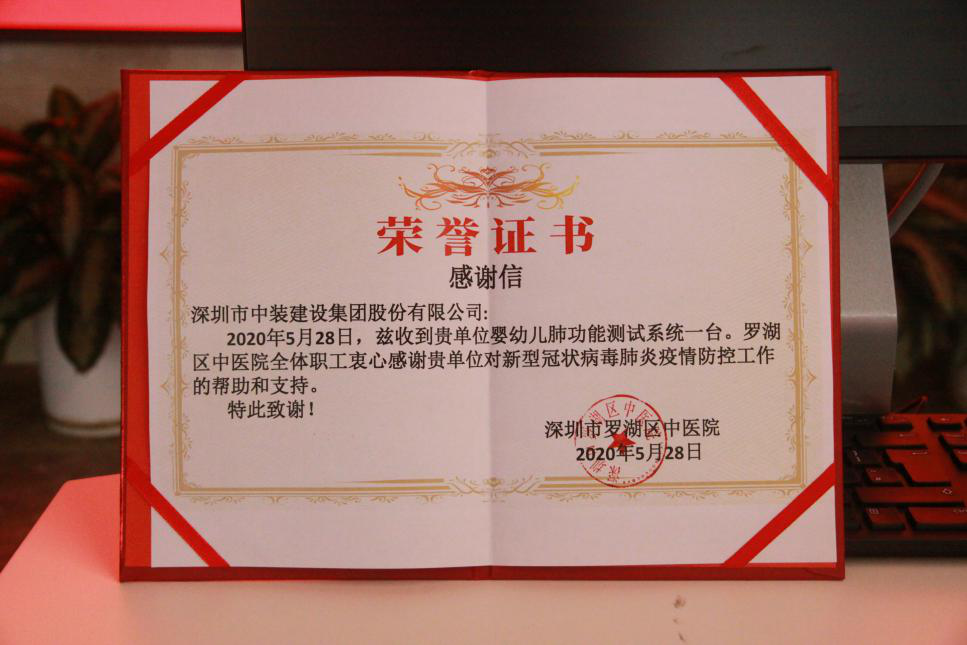 荣誉证书
感谢信
深圳市中装建设集团股份有限公司:
2020年5月28日，兹收到贵单位婴幼儿肺功能测试系统一台。罗湖
区中医院全体职工衷心感谢贵单位对新型冠状病毒肺炎疫情防控工作
的帮助和支持。
特此致谢！
深圳市罗湖区中医院
2020年5月28日